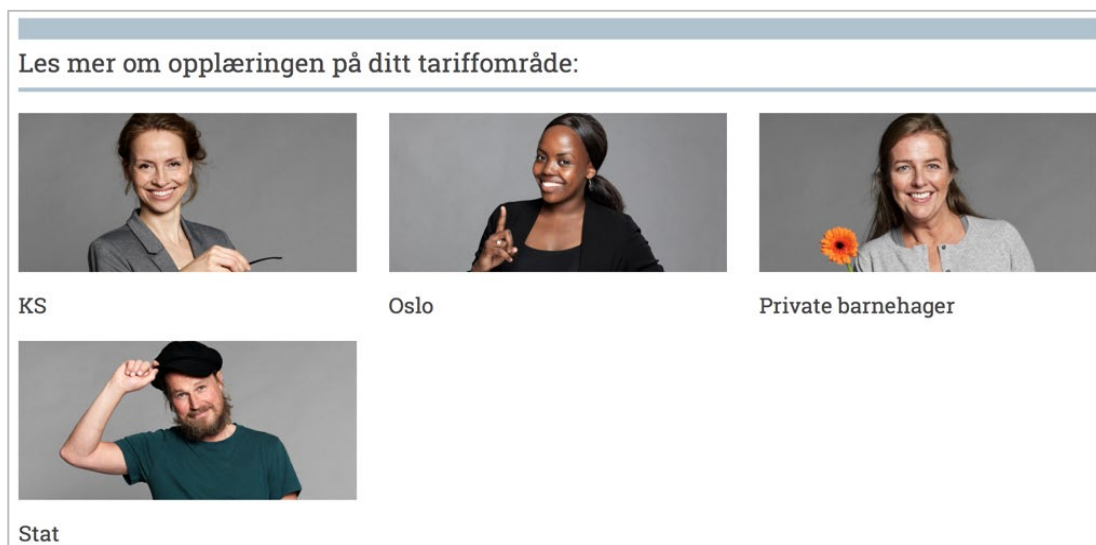 Les mer om opplæringen på ditt tariffområde:
KS
Oslo
Private barnehager
Stat